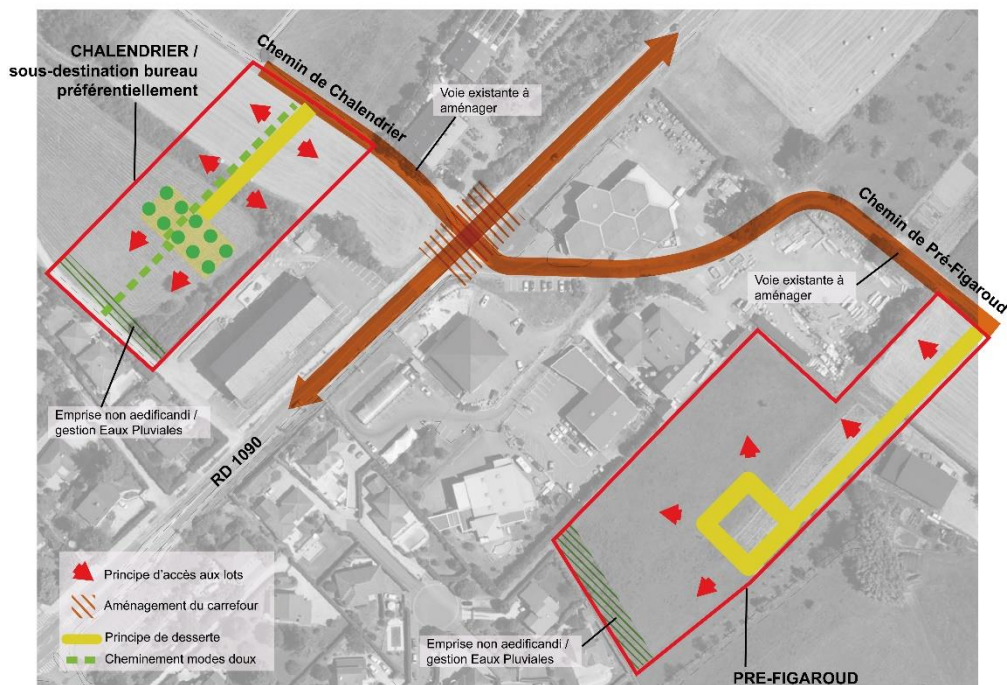 CHALENDRIER /
sous-destination bureau
préférentiellement
Chemin de Chalendrier
Voie existante à
aménager
Chemin de Pré-Figaroud
Voie existante à
aménager
Emprise non aedificandi /
gestion Eaux Pluviales
RD 1090
Principe d'accès aux lots
Aménagement du carrefour
Principe de desserte
Cheminement modes doux
Emprise non aedificandi /
gestion Eaux Pluviales
PRE-FIGAROUD